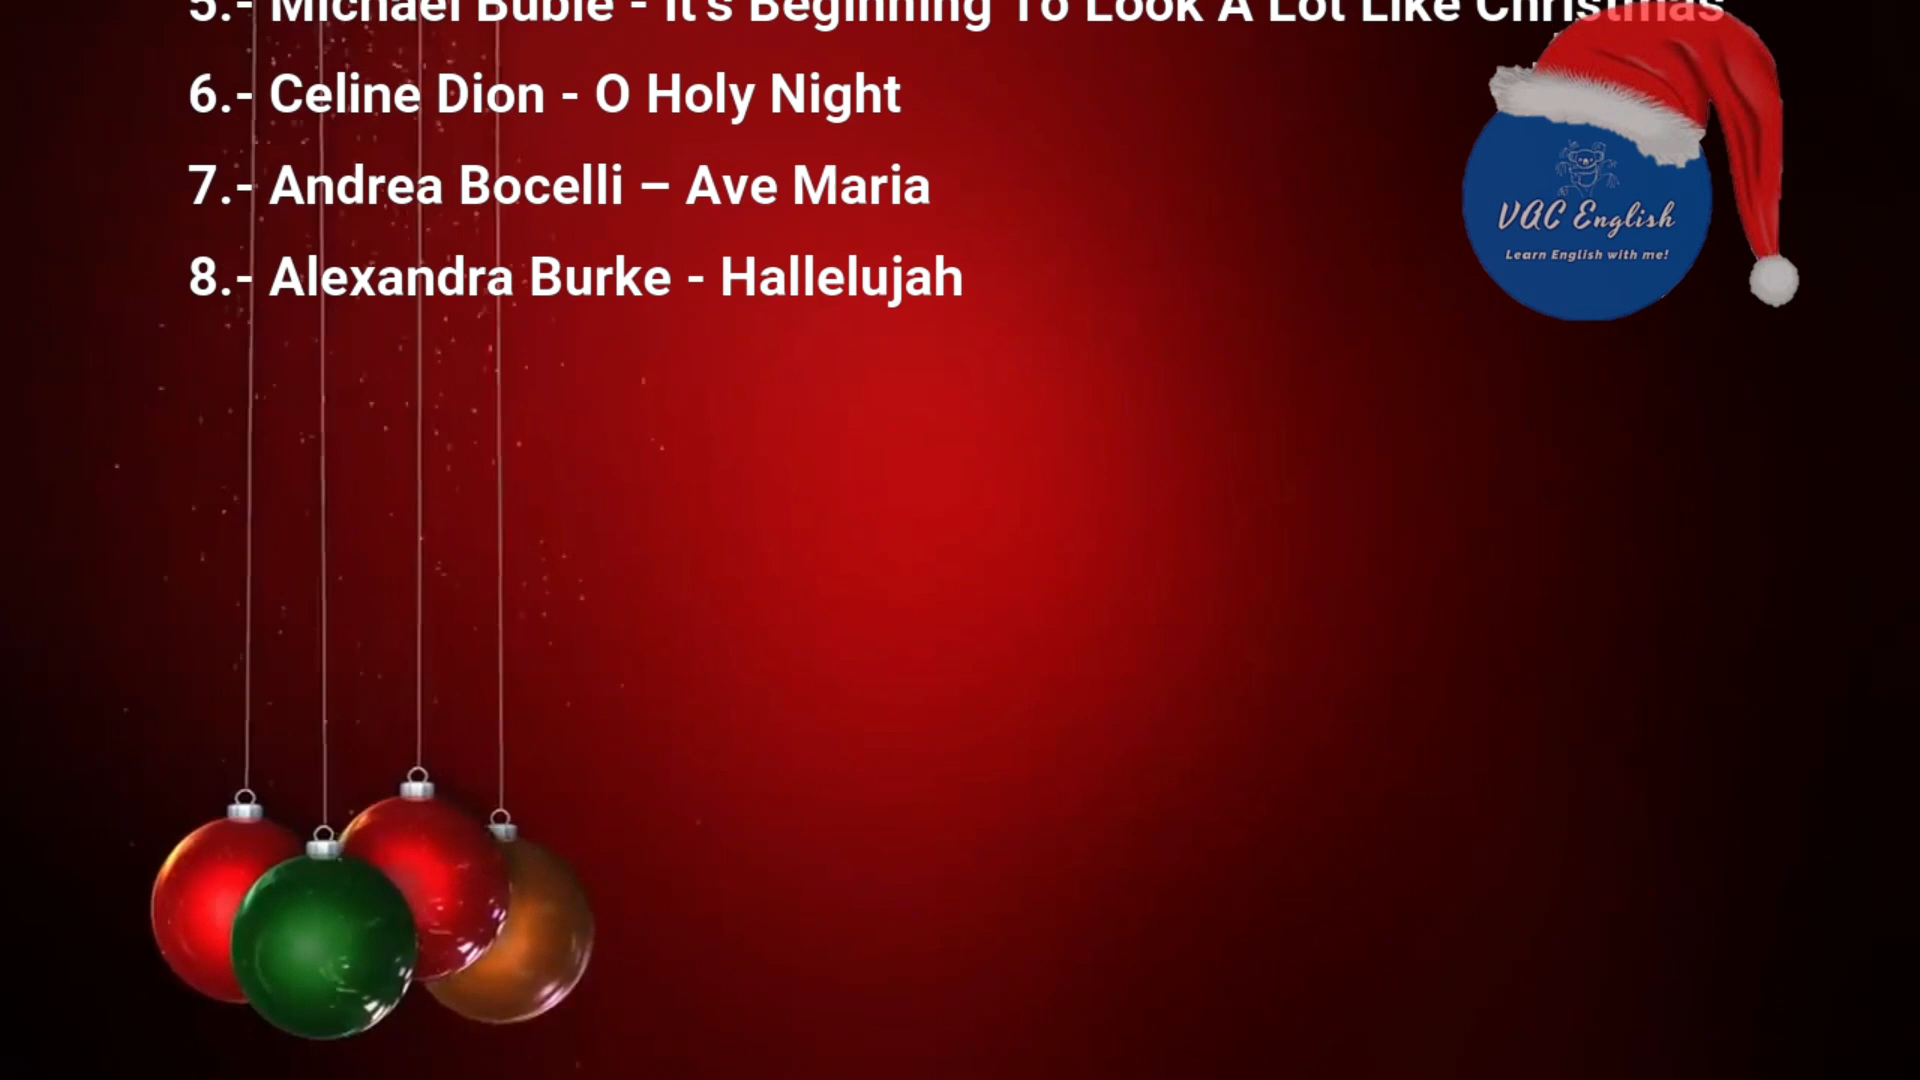 5.- Michael Bublé - It's Beginning To Look A Lot Like Christmas
6.- Celine Dion - O Holy Night
7.- Andrea Bocelli – Ave Maria
8.- Alexandra Burke - Hallelujah
VAC English
Learn English with me!